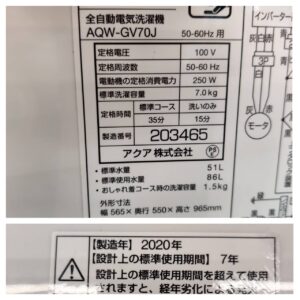 全自動電気洗濯機
AQW-GV70J 50-60Hz 用
定格電圧 100 V
定格周波数 50-60 Hz
電動機の定格消費電力 250 W
標準洗濯容量 7.0kg
定格時間 標準コース 洗いのみ
35分 15分
製造番号 203465
アクア 株式会社
PS
E
・標準水量 51L
・標準使用水量 86L
・おしゃれ着コース時の洗濯容量 1.5kg
外形寸法
幅 565×奥行 550×高さ 965mm
インバーター
灰 白 灰
青 3P 青
灰 白
モータ
【製造年】2020年
【設計上の標準使用期間】 7年
設計上の標準使用期間を超えて使用
されますと、経年劣化による発